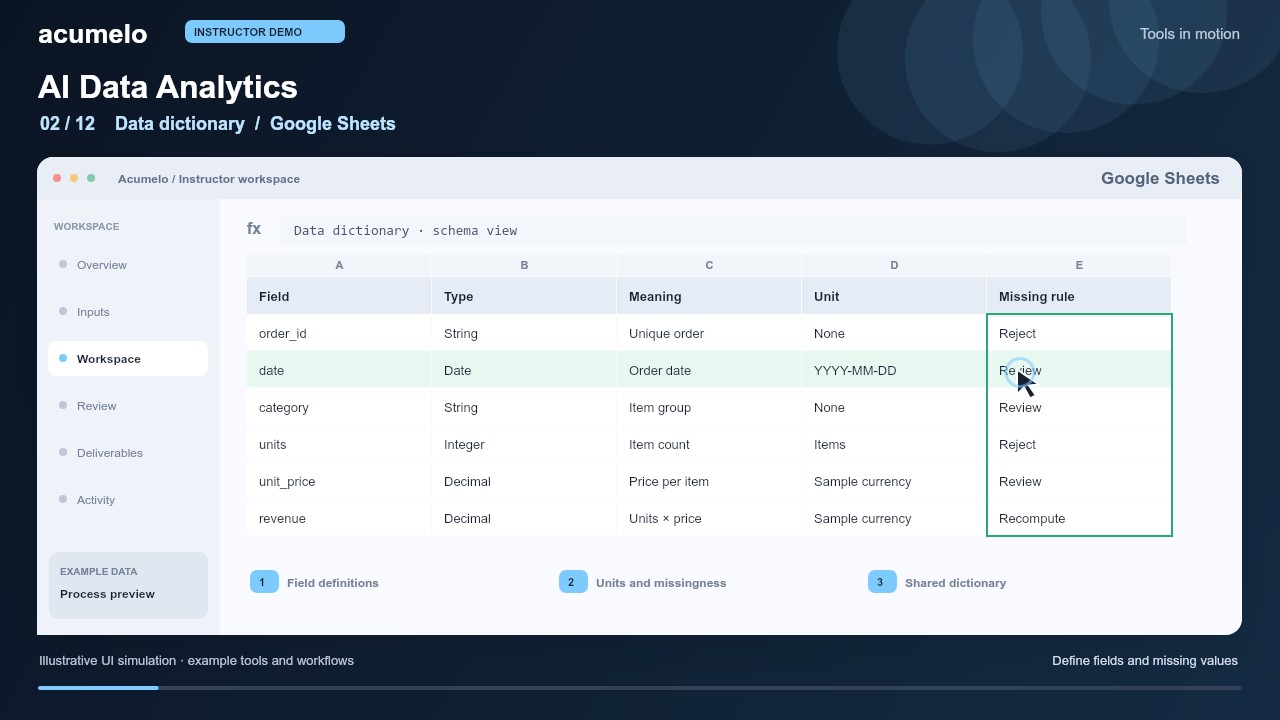 acumelo
INSTRUCTOR DEMO
Tools in motion
AI Data Analytics
02 / 12 Data dictionary / Google Sheets
Acumelo / Instructor workspace
Google Sheets
WORKSPACE
Overview
Inputs
Workspace
Review
Deliverables
Activity
EXAMPLE DATA
Process preview
fx Data dictionary · schema view
A B C D E
Field Type Meaning Unit Missing rule
order_id String Unique order None Reject
date Date Order date YYYY-MM-DD Review
category String Item group None Review
units Integer Item count Items Reject
unit_price Decimal Price per item Sample currency Review
revenue Decimal Units × price Sample currency Recompute
1 Field definitions
2 Units and missingness
3 Shared dictionary
Illustrative UI simulation · example tools and workflows
Define fields and missing values